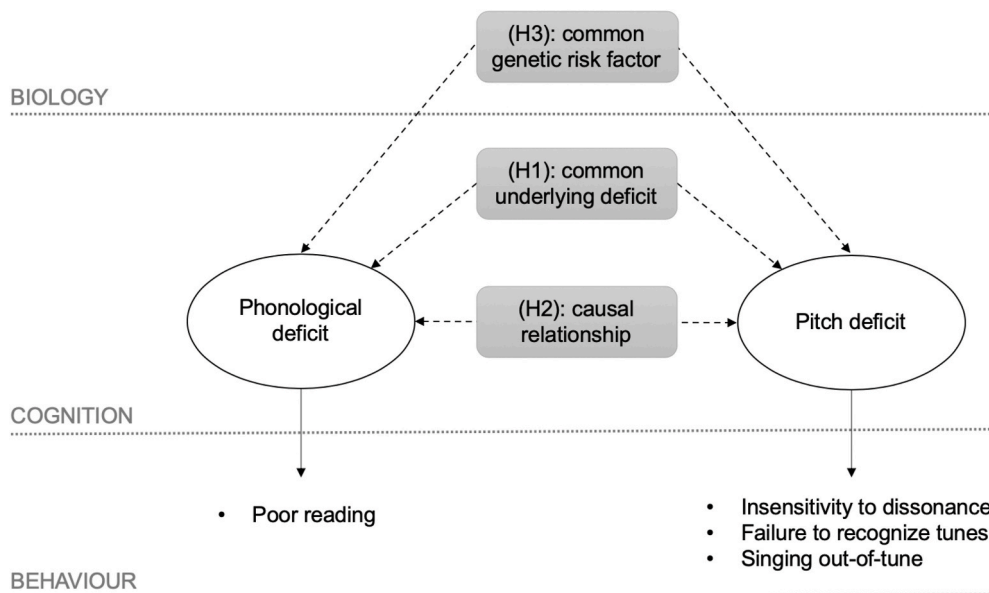 (H3): common
genetic risk factor
BIOLOGY
(H1): common
underlying deficit
Phonological
deficit
(H2): causal
relationship
Pitch deficit
COGNITION
• Poor reading
• Insensitivity to dissonance
• Failure to recognize tunes
• Singing out-of-tune
BEHAVIOUR